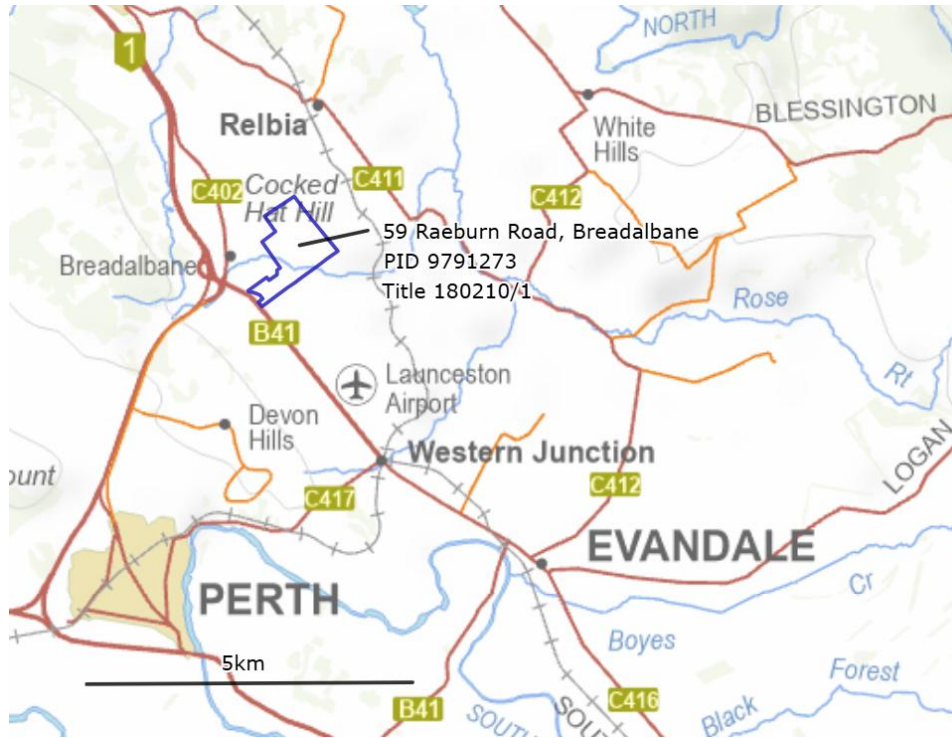 NORTH
1
BLESSINGTON
Relbia
White
Hills
C402
Cocked
Hat Hill
C411
C412
59 Raeburn Road, Breadalbane
PID 9791273
Title 180210/1
Breadalbane
Rose
Rt
B41
Launceston
Airport
Devon
Hills
Western Junction
LOGAN
ount
C417
C412
EVANDALE
PERTH
Cr
Boyes
5km
Forest
B41
C416
Black
SOUTH
SOU